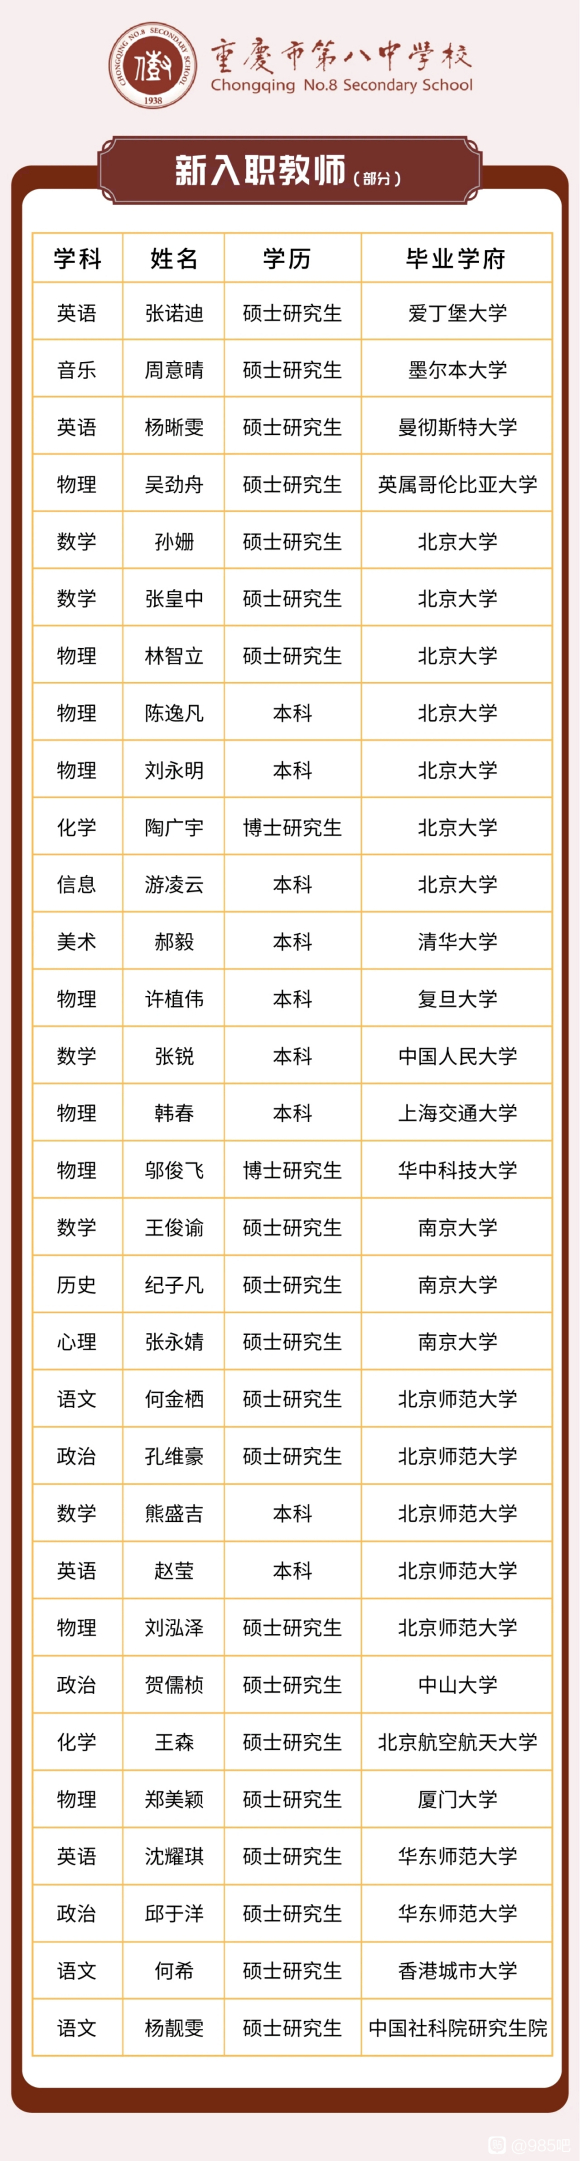 重慶市第八中学校
Chongqing No.8 Secondary School
CHONGQING NO.8 SECONDARY SCHOOL
1938
新入职教师(部分)
学科 姓名 学历 毕业学府
英语 张诺迪 硕士研究生 爱丁堡大学
音乐 周意晴 硕士研究生 墨尔本大学
英语 杨晰雯 硕士研究生 曼彻斯特大学
物理 吴劲舟 硕士研究生 英属哥伦比亚大学
数学 孙姗 硕士研究生 北京大学
数学 张皇中 硕士研究生 北京大学
物理 林智立 硕士研究生 北京大学
物理 陈逸凡 本科 北京大学
物理 刘永明 本科 北京大学
化学 陶广宇 博士研究生 北京大学
信息 游凌云 本科 北京大学
美术 郝毅 本科 清华大学
物理 许植伟 本科 复旦大学
数学 张锐 本科 中国人民大学
物理 韩春 本科 上海交通大学
物理 邬俊飞 博士研究生 华中科技大学
数学 王俊谕 硕士研究生 南京大学
历史 纪子凡 硕士研究生 南京大学
心理 张永婧 硕士研究生 南京大学
语文 何金栖 硕士研究生 北京师范大学
政治 孔维豪 硕士研究生 北京师范大学
数学 熊盛吉 本科 北京师范大学
英语 赵莹 本科 北京师范大学
物理 刘泓泽 硕士研究生 北京师范大学
政治 贺儒桢 硕士研究生 中山大学
化学 王森 硕士研究生 北京航空航天大学
物理 郑美颖 硕士研究生 厦门大学
英语 沈耀琪 硕士研究生 华东师范大学
政治 邱于洋 硕士研究生 华东师范大学
语文 何希 硕士研究生 香港城市大学
语文 杨靓雯 硕士研究生 中国社科院研究生院
@985吧